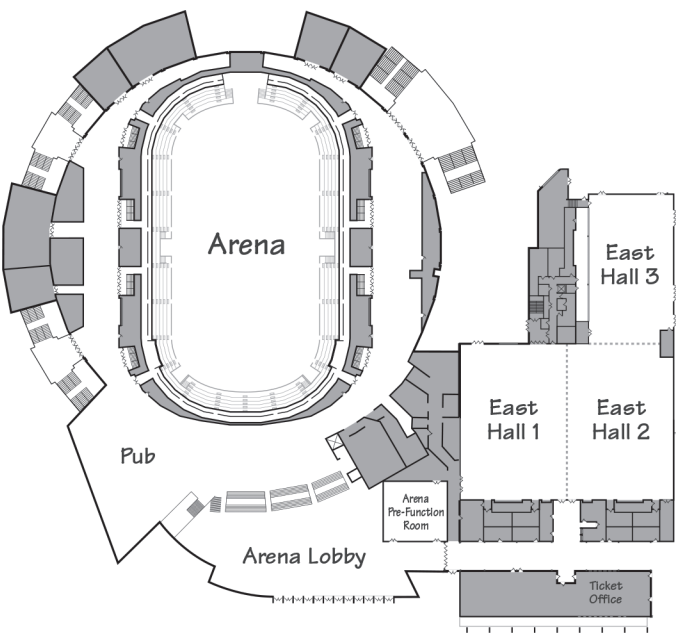 Arena
East
Hall 3
East
Hall 1
East
Hall 2
Pub
Arena
Pre-Function
Room
Arena Lobby
Ticket
Office